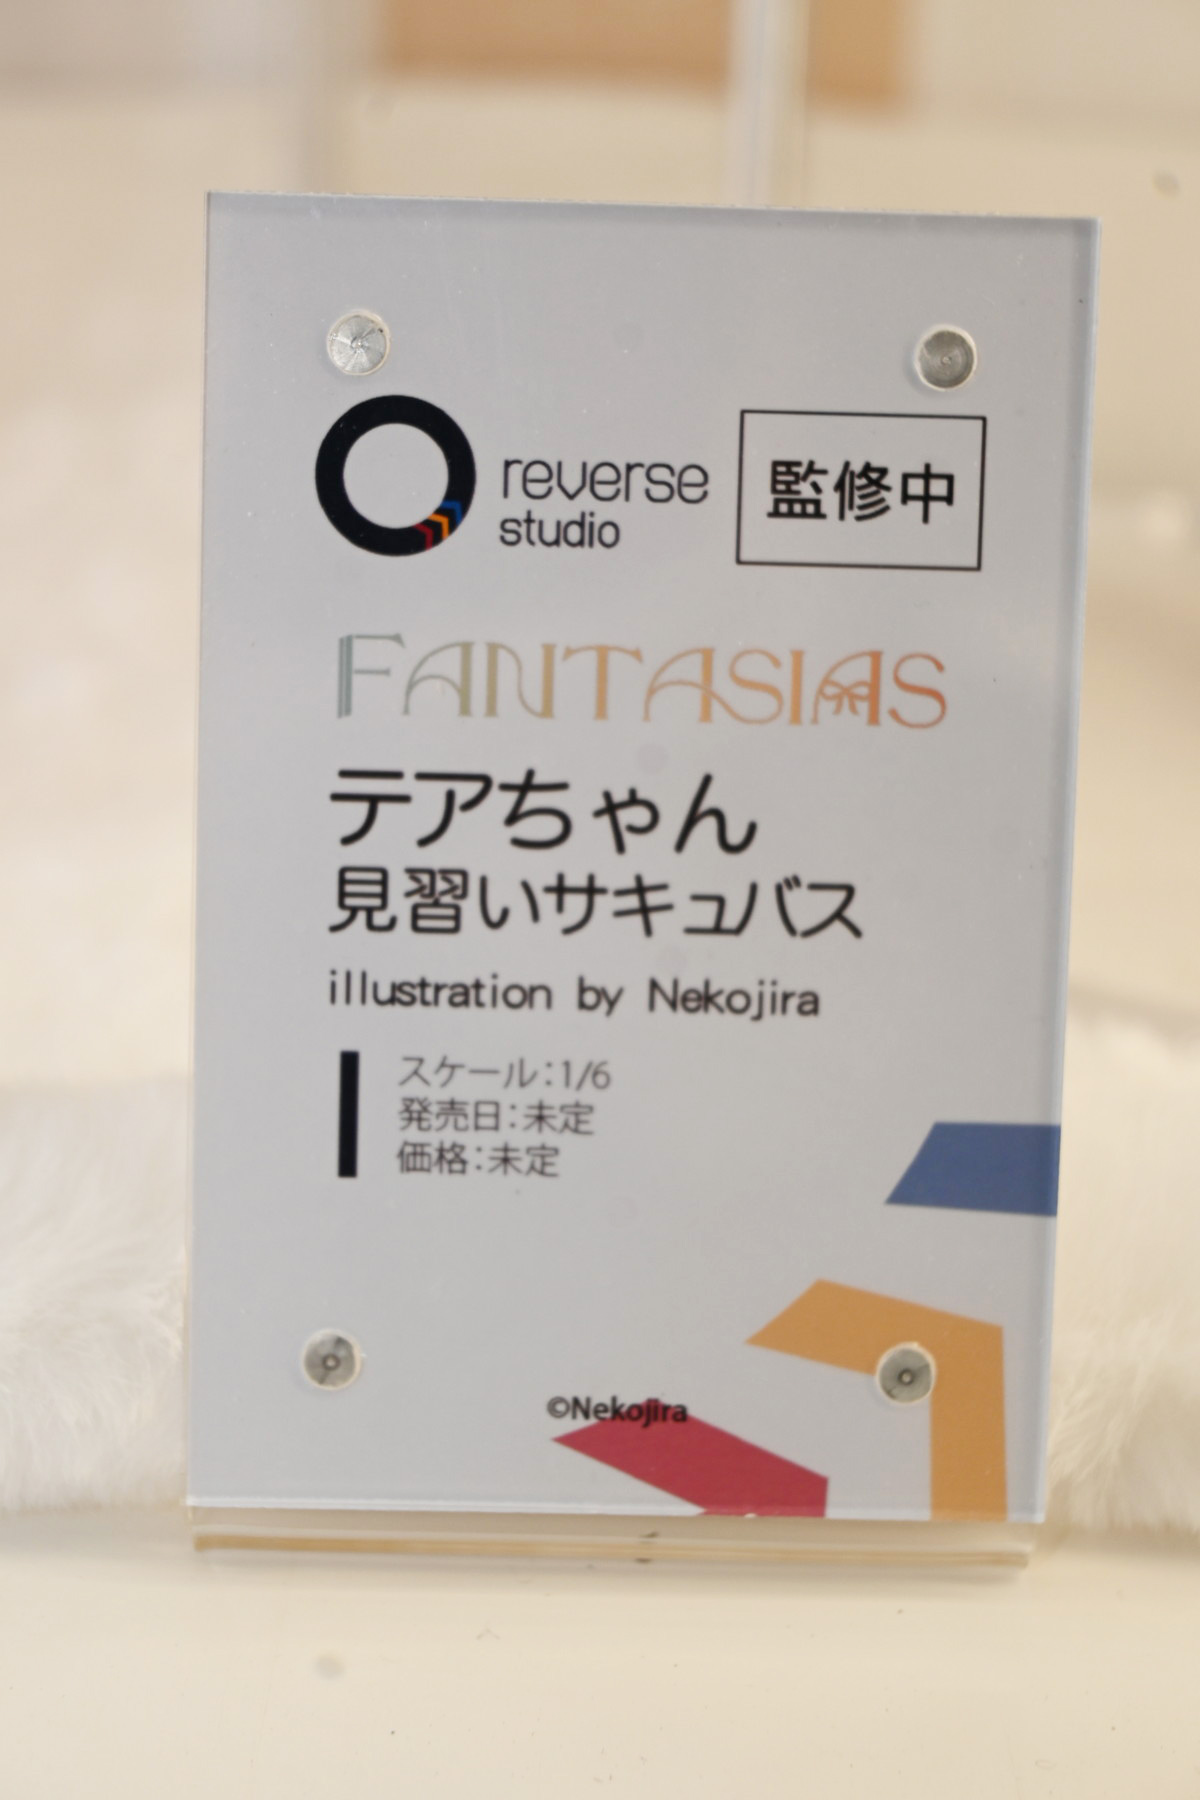 reverse
studio
監修中
FANTASIAS
テアちゃん
見習いサキュバス
illustration by Nekojira
スケール:1/6
発売日:未定
価格:未定
©Nekojira